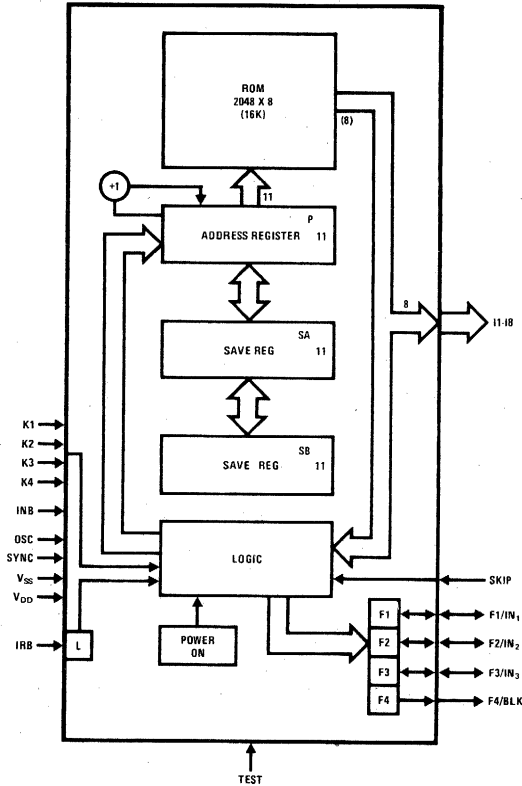 ROM
2048 X 8
(16K)
(8)
+1
11
P
ADDRESS REGISTER
11
8
I1-I8
SA
SAVE REG
11
SB
SAVE REG
11
K1
K2
K3
K4
INB
OSC
SYNC
VSS
VDD
IRB
L
LOGIC
POWER
ON
SKIP
F1
F1/IN1
F2
F2/IN2
F3
F3/IN3
F4
F4/BLK
TEST